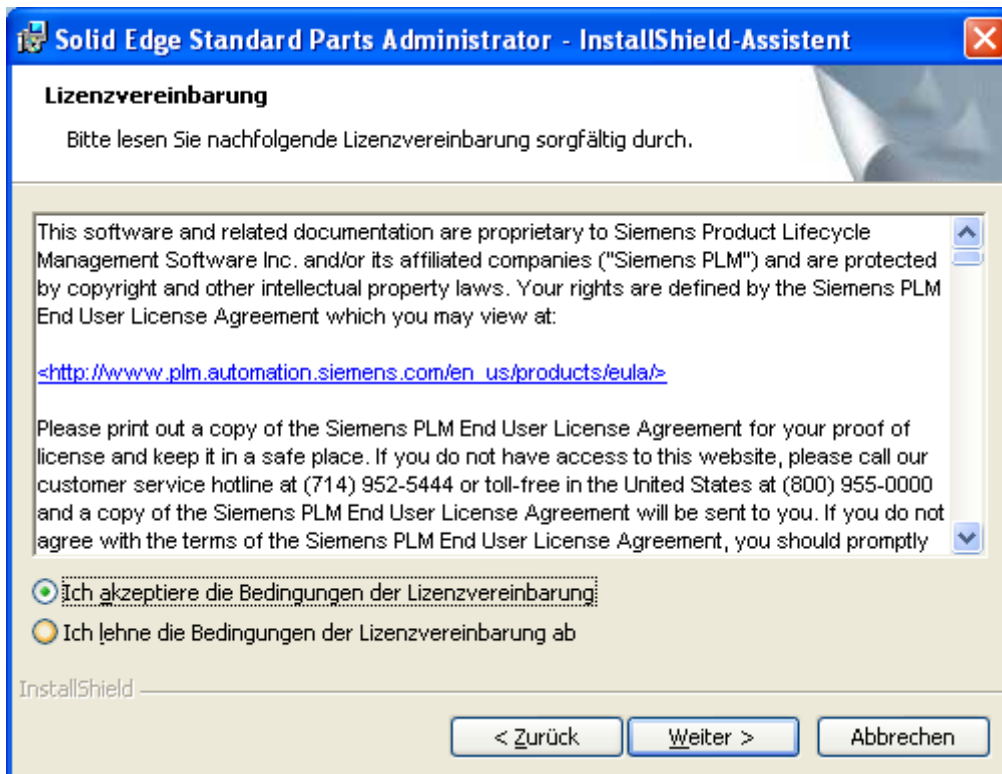 Solid Edge Standard Parts Administrator - InstallShield-Assistent
Lizenzvereinbarung
Bitte lesen Sie nachfolgende Lizenzvereinbarung sorgfältig durch.
This software and related documentation are proprietary to Siemens Product Lifecycle
Management Software Inc. and/or its affiliated companies ("Siemens PLM") and are protected
by copyright and other intellectual property laws. Your rights are defined by the Siemens PLM
End User License Agreement which you may view at:
<http://www.plm.automation.siemens.com/en_us/products/eula/>
Please print out a copy of the Siemens PLM End User License Agreement for your proof of
license and keep it in a safe place. If you do not have access to this website, please call our
customer service hotline at (714) 952-5444 or toll-free in the United States at (800) 955-0000
and a copy of the Siemens PLM End User License Agreement will be sent to you. If you do not
agree with the terms of the Siemens PLM End User License Agreement, you should promptly
Ich akzeptiere die Bedingungen der Lizenzvereinbarung
Ich lehne die Bedingungen der Lizenzvereinbarung ab
InstallShield
< Zurück
Weiter >
Abbrechen